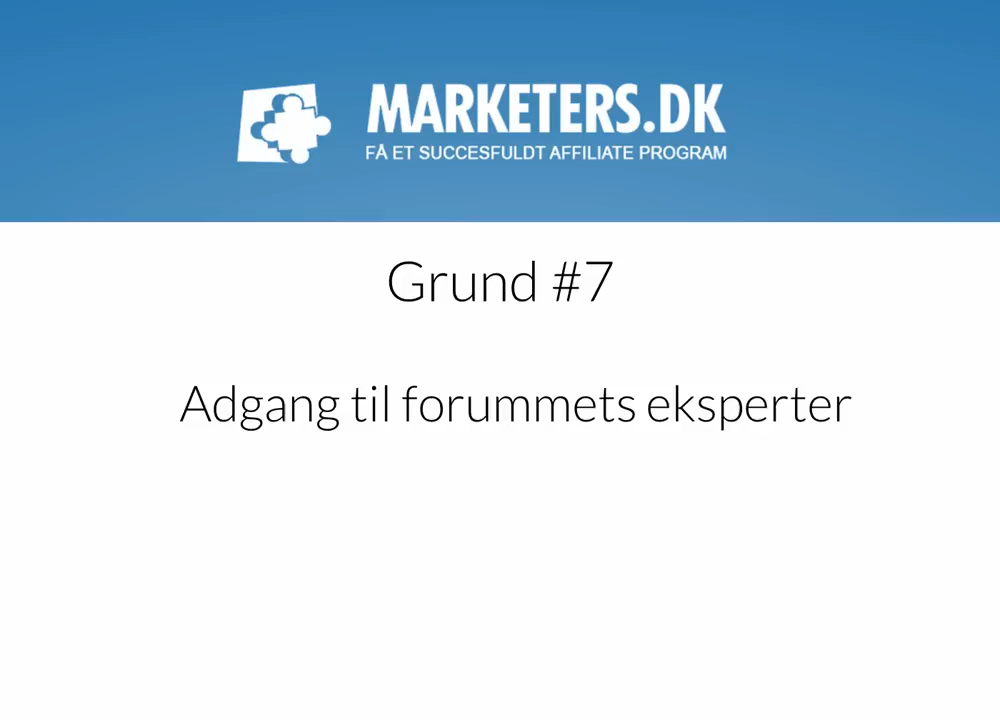 MARKETERS.DK
FÅ ET SUCCESFULDT AFFILIATE PROGRAM
Grund #7
Adgang til forummets eksperter